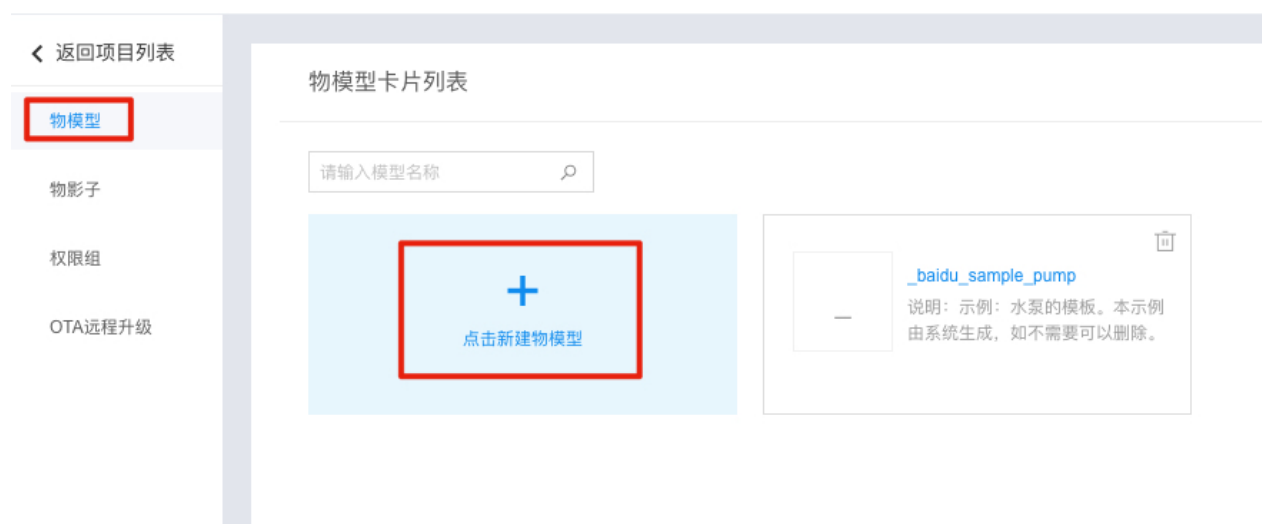 返回项目列表
物模型
物影子
权限组
OTA远程升级
物模型卡片列表
请输入模型名称
点击新建物模型
_baidu_sample_pump
说明：示例：水泵的模板。本示例
由系统生成，如不需要可以删除。